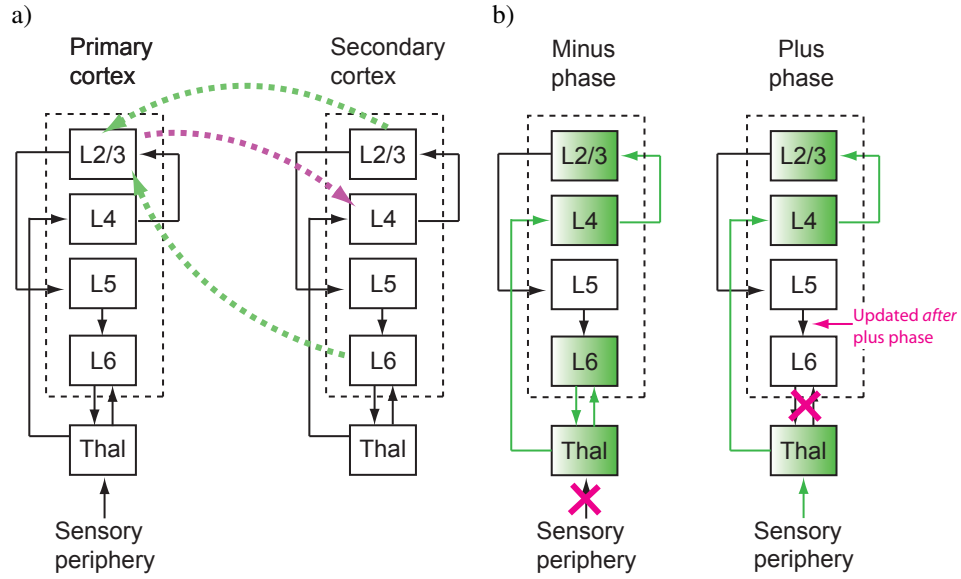 a)
Primary
cortex
Secondary
cortex
L2/3
L4
L5
L6
Thal
Sensory
periphery
L2/3
L4
L5
L6
Thal
b)
Minus
phase
Plus
phase
L2/3
L4
L5
L6
Thal
Sensory
periphery
L2/3
L4
L5
Updated after
plus phase
L6
Thal
Sensory
periphery